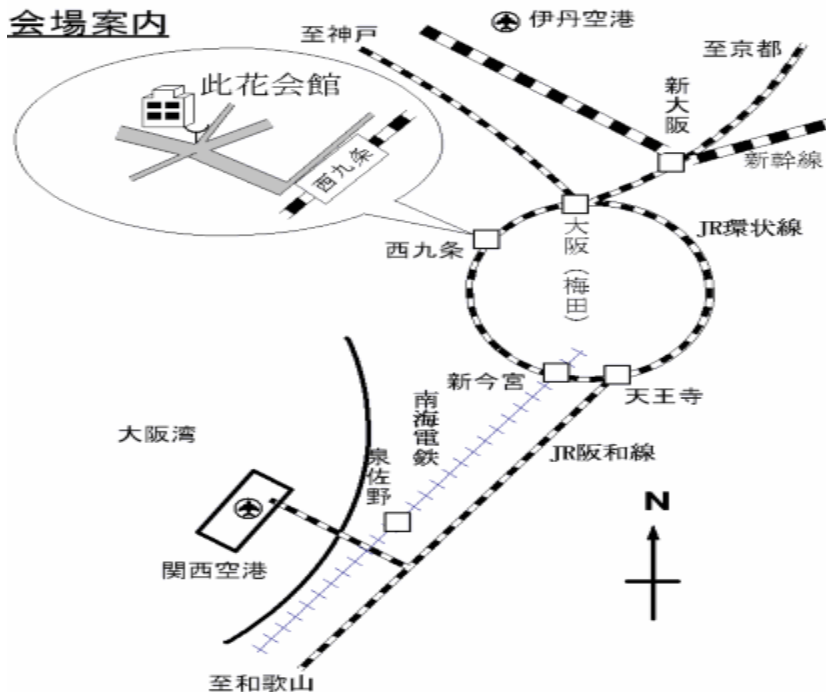 会場案内
伊丹空港
至神戸
至京都
此花会館
新大阪
新幹線
西九条
JR環状線
西九条
大阪（梅田）
新今宮
天王寺
南海電鉄
大阪湾
泉佐野
JR阪和線
N
関西空港
至和歌山